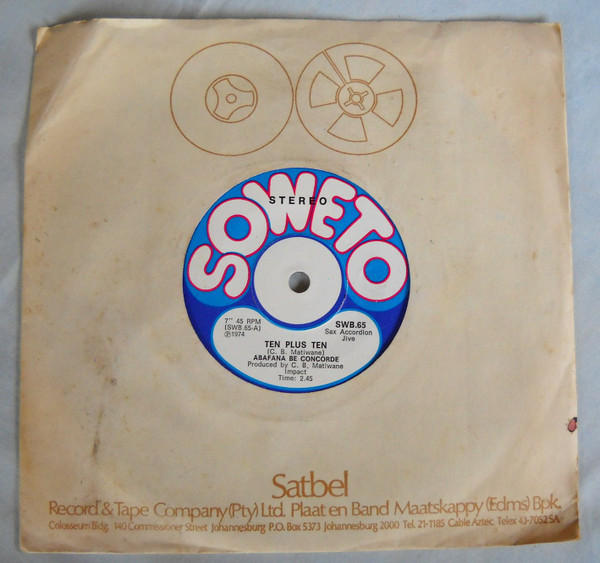 SOWETO
STEREO
7" 45 RPM
(SWB.65-A)
℗1974
SWB.65
Sax Accordion
Jive
TEN PLUS TEN
(C. B. Matiwane)
ABAFANA BE CONCORDE
Produced by C. B. Matiwane
Impact
Time: 2.45
Satbel
Record & Tape Company (Pty) Ltd. Plaat en Band Maatskappy (Edms) Bpk.
Colosseum Bldg. 140 Commissioner Street Johannesburg P.O. Box 5373 Johannesburg 2000 Tel. 21-1185 Cable Aztec Telex 43-7052 SA